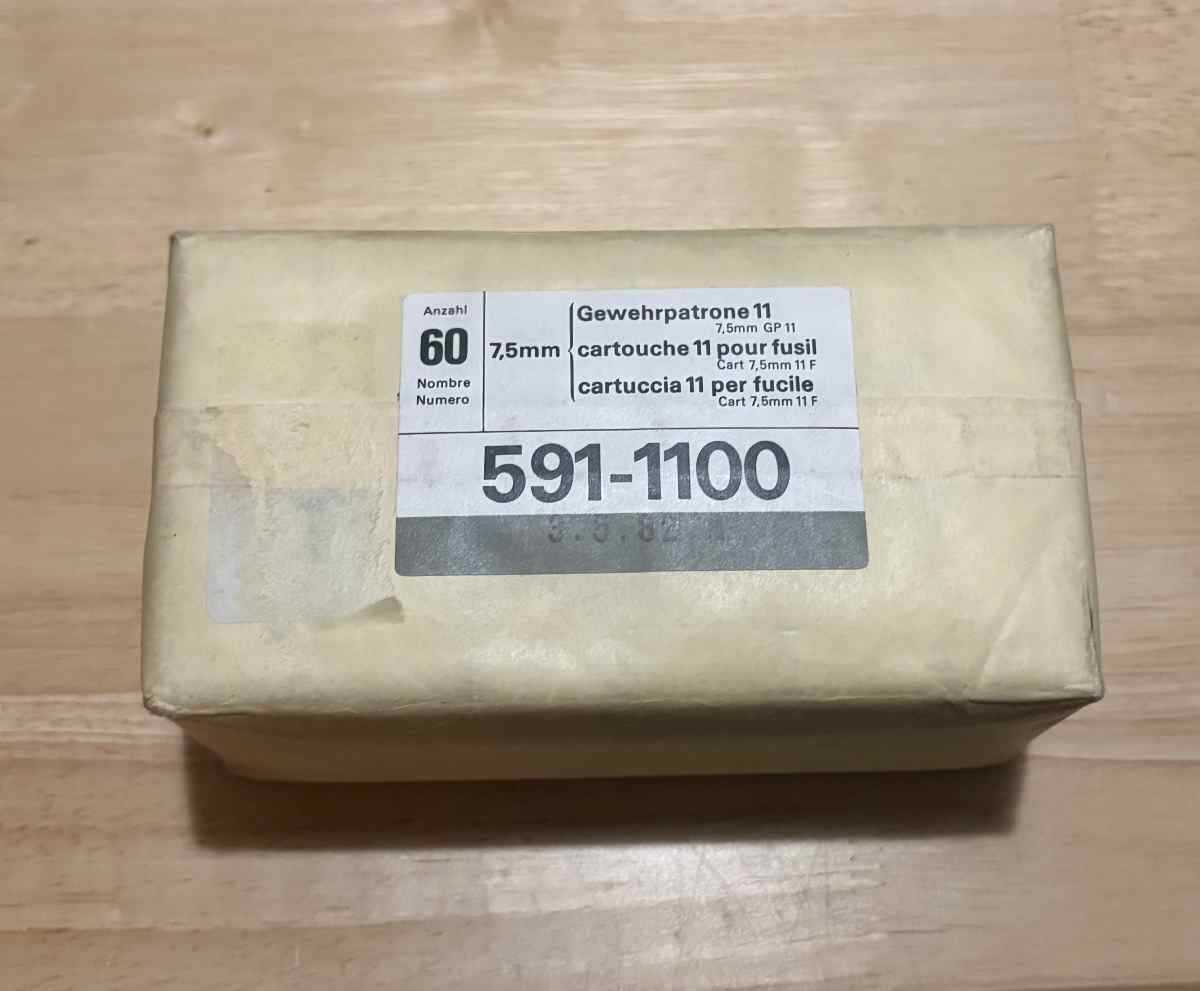 Anzahl
60
Nombre
Numero
7,5mm
Gewehrpatrone 11
7,5mm GP 11
cartouche 11 pour fusil
Cart 7,5mm 11 F
cartuccia 11 per fucile
Cart 7,5mm 11 F
591-1100